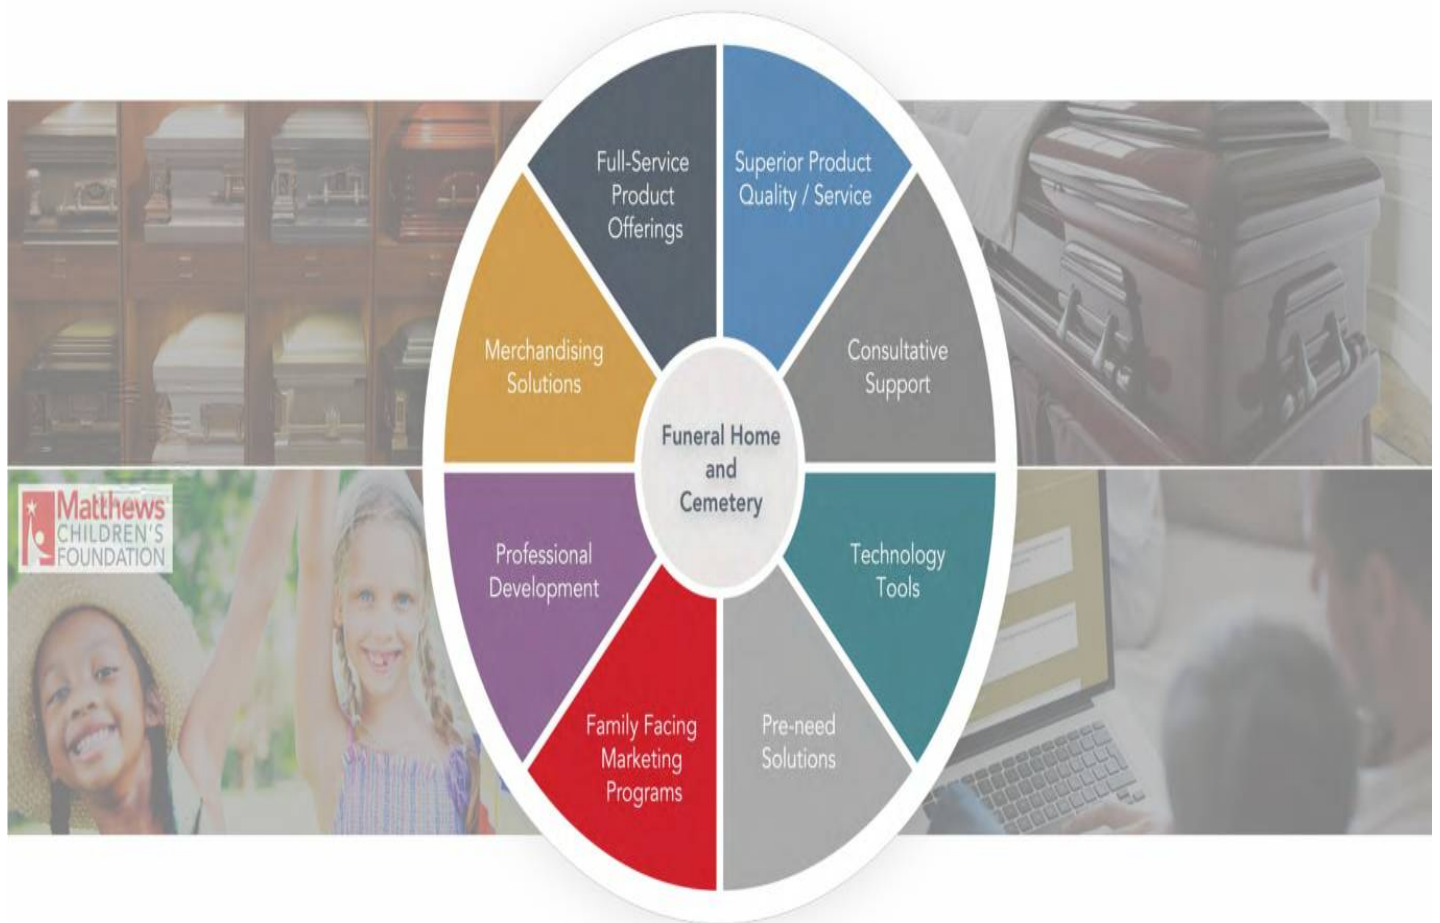 Full-Service
Product
Offerings
Superior Product
Quality / Service
Merchandising
Solutions
Consultative
Support
Funeral Home
and
Cemetery
Matthews
CHILDREN'S
FOUNDATION
Professional
Development
Technology
Tools
Family Facing
Marketing
Programs
Pre-need
Solutions